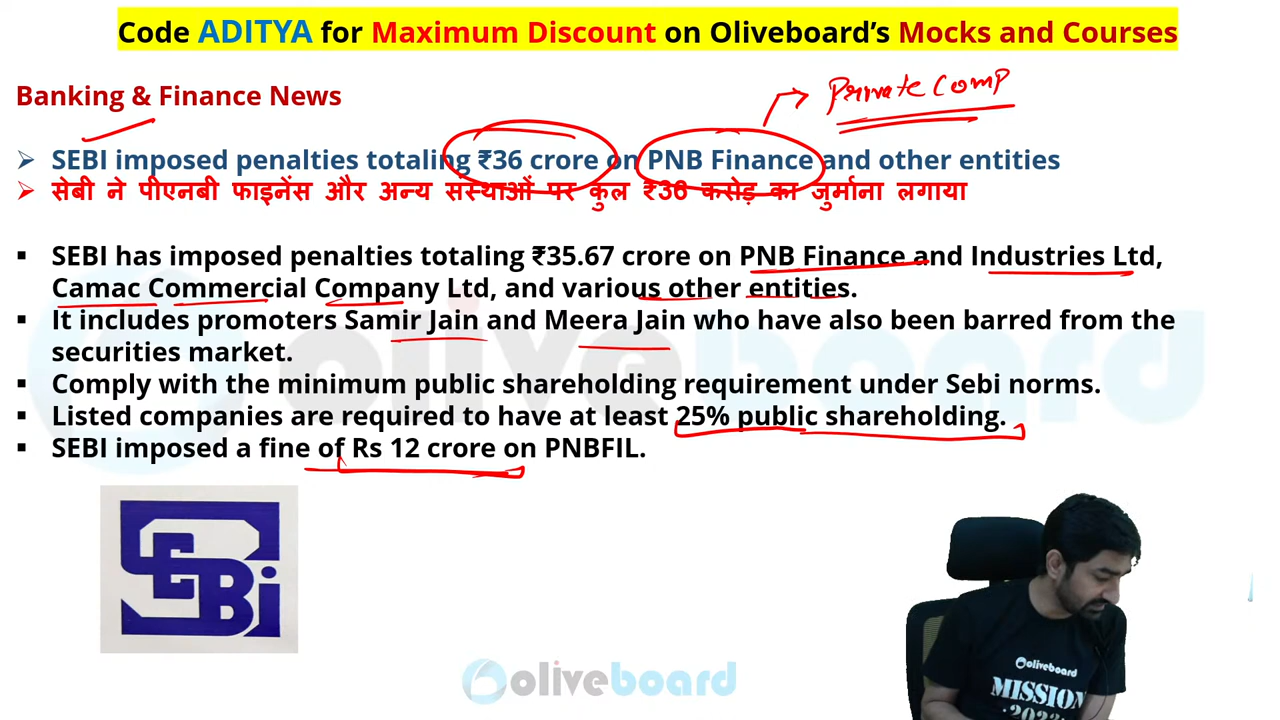 Code ADITYA for Maximum Discount on Oliveboard's Mocks and Courses
Banking & Finance News
Private Comp
SEBI imposed penalties totaling ₹36 crore on PNB Finance and other entities
सेबी ने पीएनबी फाइनेंस और अन्य संस्थाओं पर कुल ₹36 करोड़ का जुर्माना लगाया
SEBI has imposed penalties totaling ₹35.67 crore on PNB Finance and Industries Ltd,
Camac Commercial Company Ltd, and various other entities.
It includes promoters Samir Jain and Meera Jain who have also been barred from the
securities market.
Comply with the minimum public shareholding requirement under Sebi norms.
Listed companies are required to have at least 25% public shareholding.
SEBI imposed a fine of Rs 12 crore on PNBFIL.
SEBi
oliveboard
MISSION
oliveboard
oliveboard